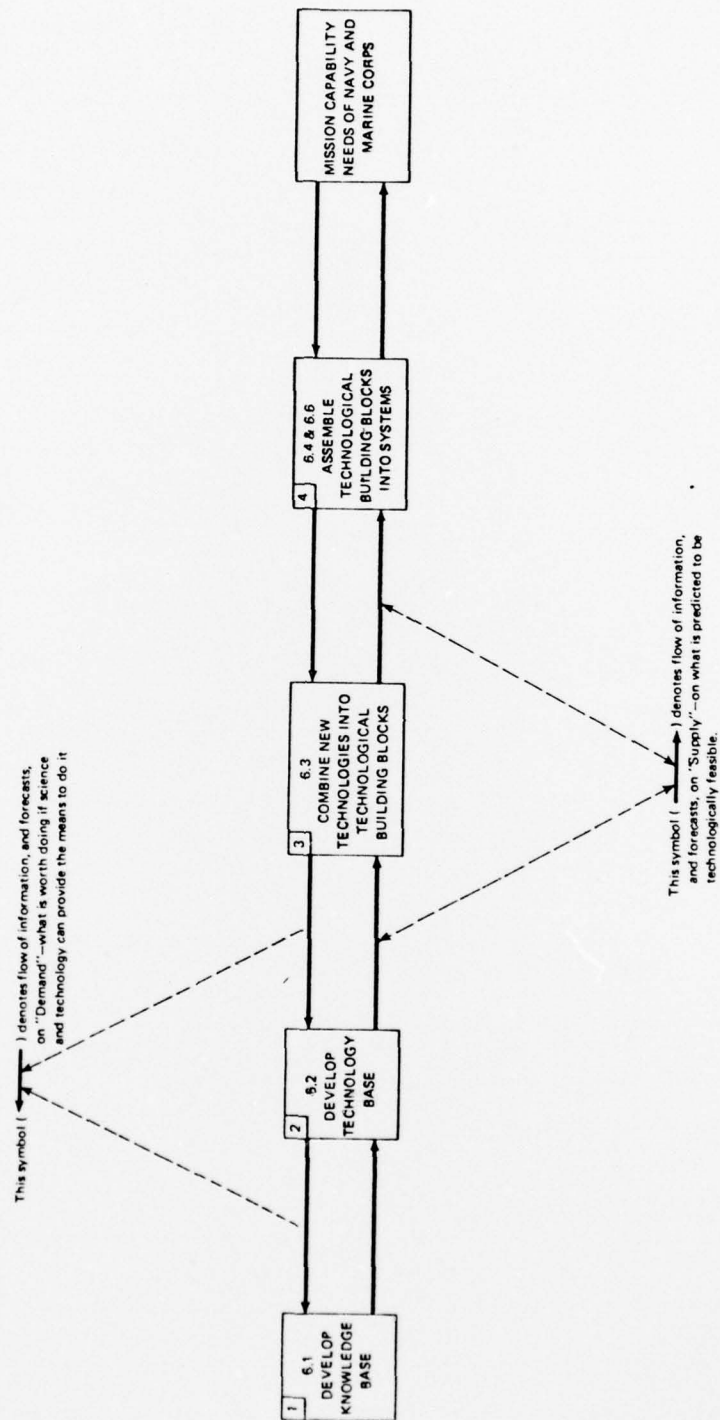 This symbol ( ) denotes flow of information, and forecasts,
on "Demand"—what is worth doing if science
and technology can provide the means to do it
1
6.1
DEVELOP
KNOWLEDGE
BASE
2
6.2
DEVELOP
TECHNOLOGY
BASE
3
6.3
COMBINE NEW
TECHNOLOGIES INTO
TECHNOLOGICAL
BUILDING BLOCKS
4
6.4 & 6.6
ASSEMBLE
TECHNOLOGICAL
BUILDING BLOCKS
INTO SYSTEMS
MISSION CAPABILITY
NEEDS OF NAVY AND
MARINE CORPS
This symbol ( ) denotes flow of information,
and forecasts, on "Supply"—on what is predicted to be
technologically feasible.